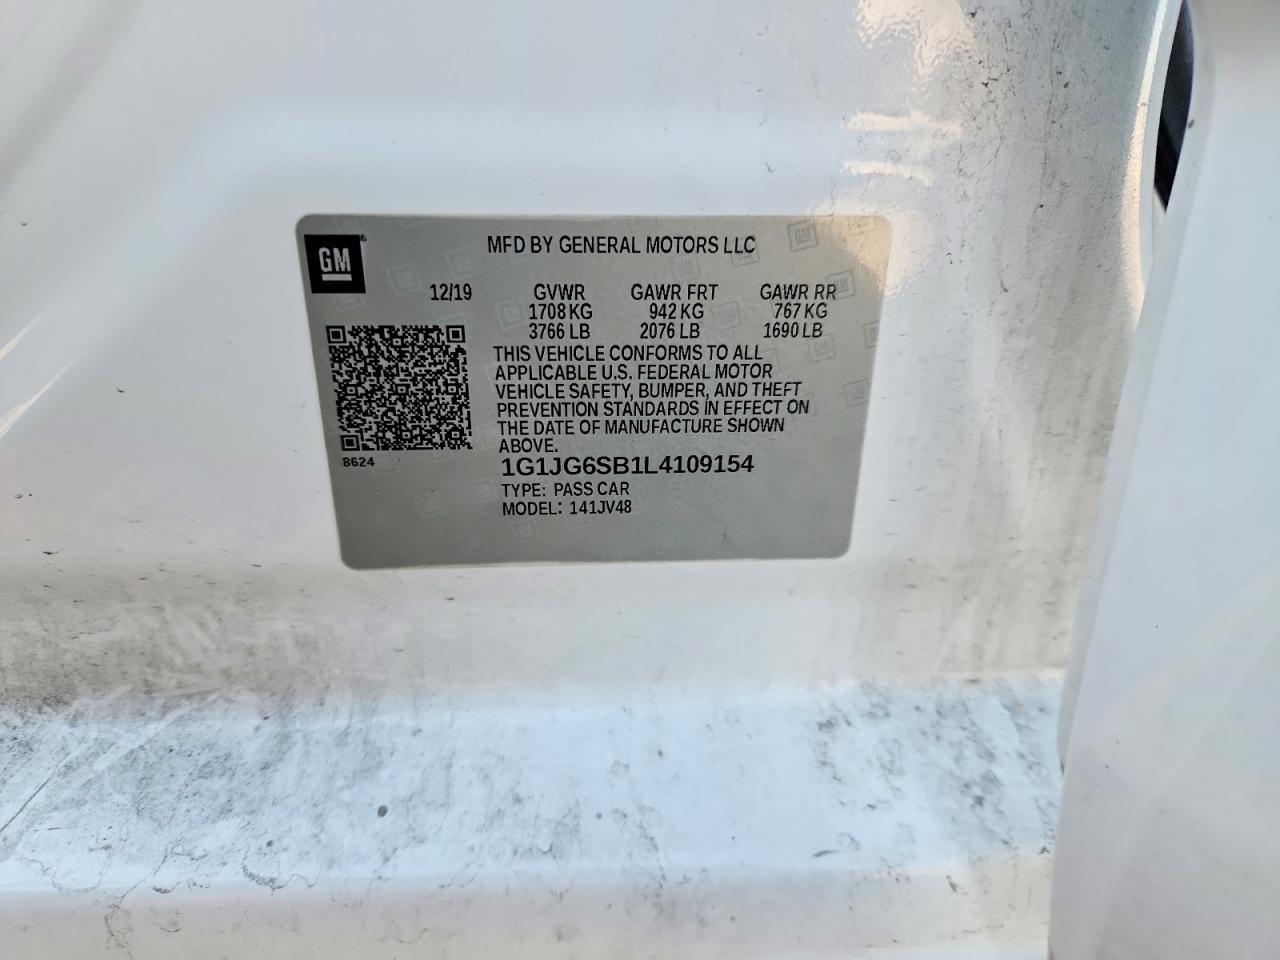 GM
MFD BY GENERAL MOTORS LLC
12/19 GVWR GAWR FRT GAWR RR
1708 KG 942 KG 767 KG
3766 LB 2076 LB 1690 LB
THIS VEHICLE CONFORMS TO ALL
APPLICABLE U.S. FEDERAL MOTOR
VEHICLE SAFETY, BUMPER, AND THEFT
PREVENTION STANDARDS IN EFFECT ON
THE DATE OF MANUFACTURE SHOWN
ABOVE.
8624
1G1JG6SB1L4109154
TYPE: PASS CAR
MODEL: 141JV48